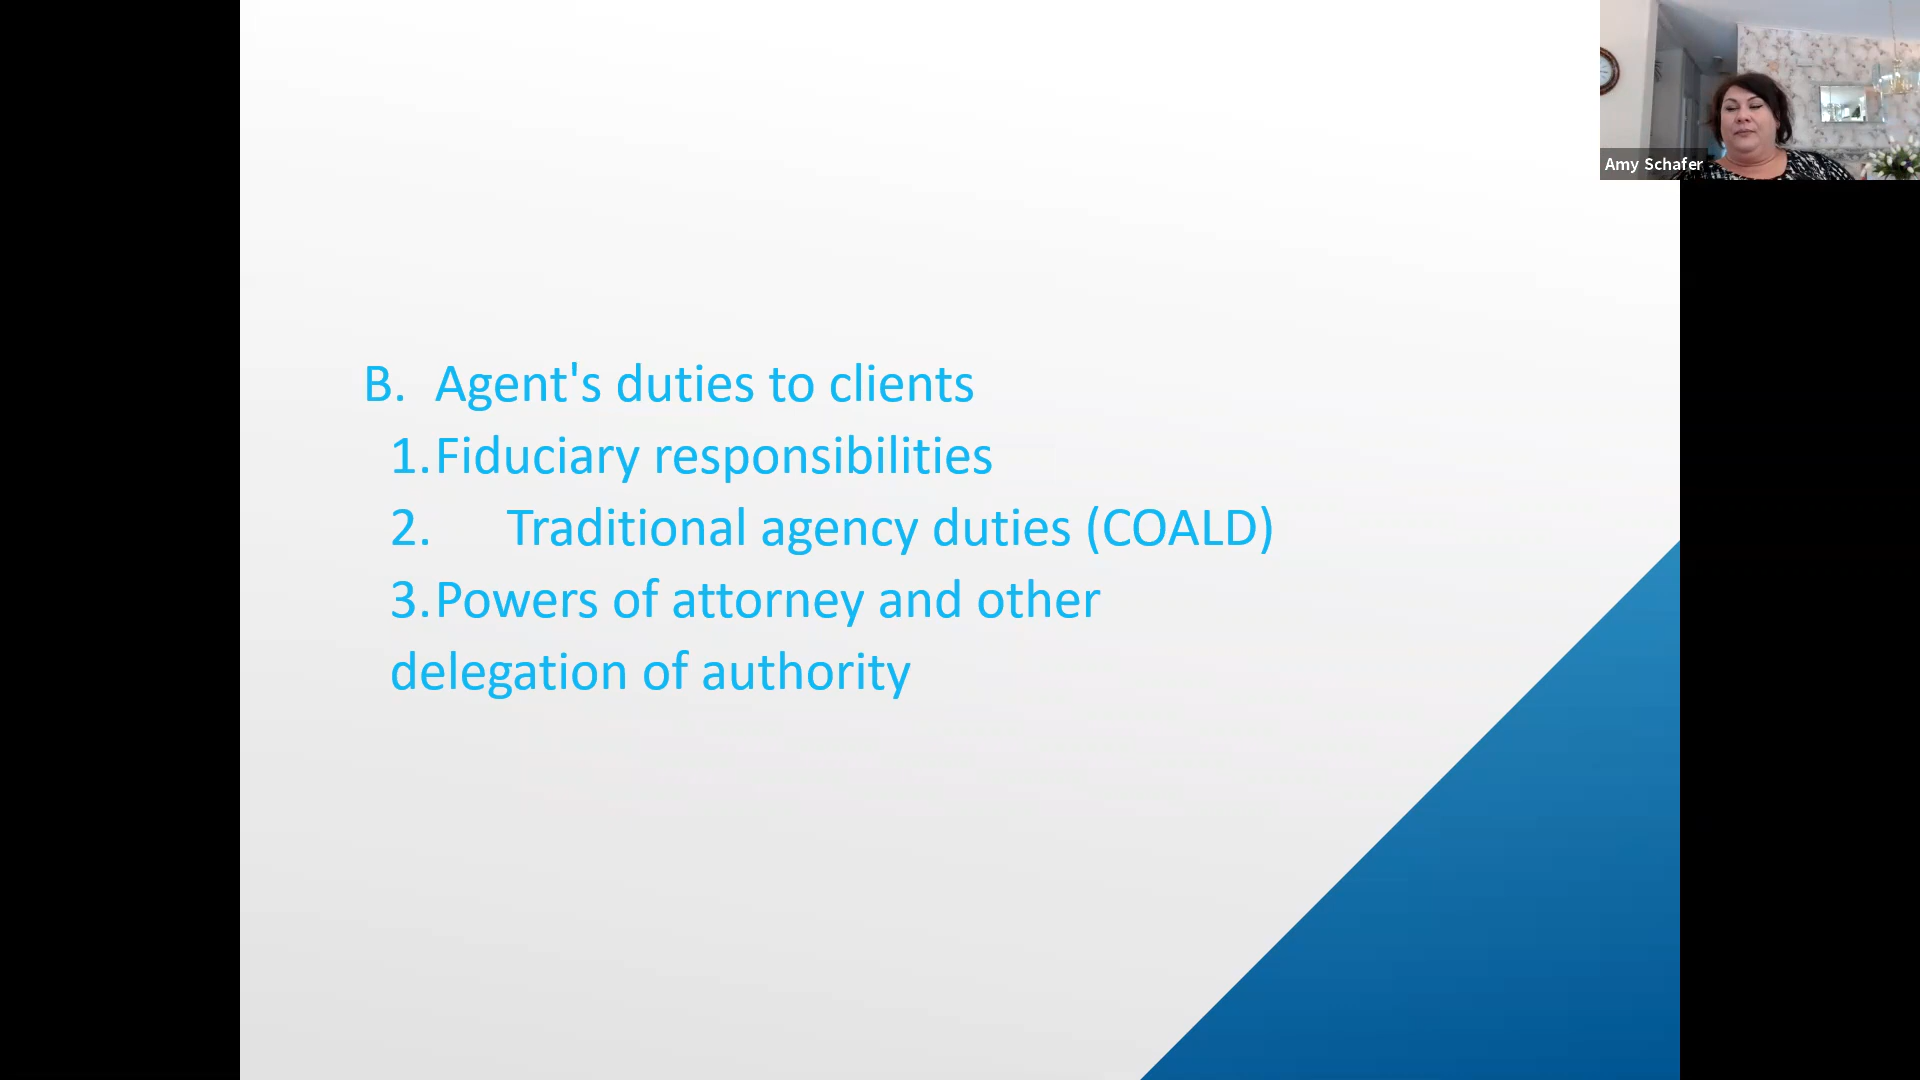 Amy Schafer
B. Agent's duties to clients
1.Fiduciary responsibilities
2. Traditional agency duties (COALD)
3.Powers of attorney and other
delegation of authority